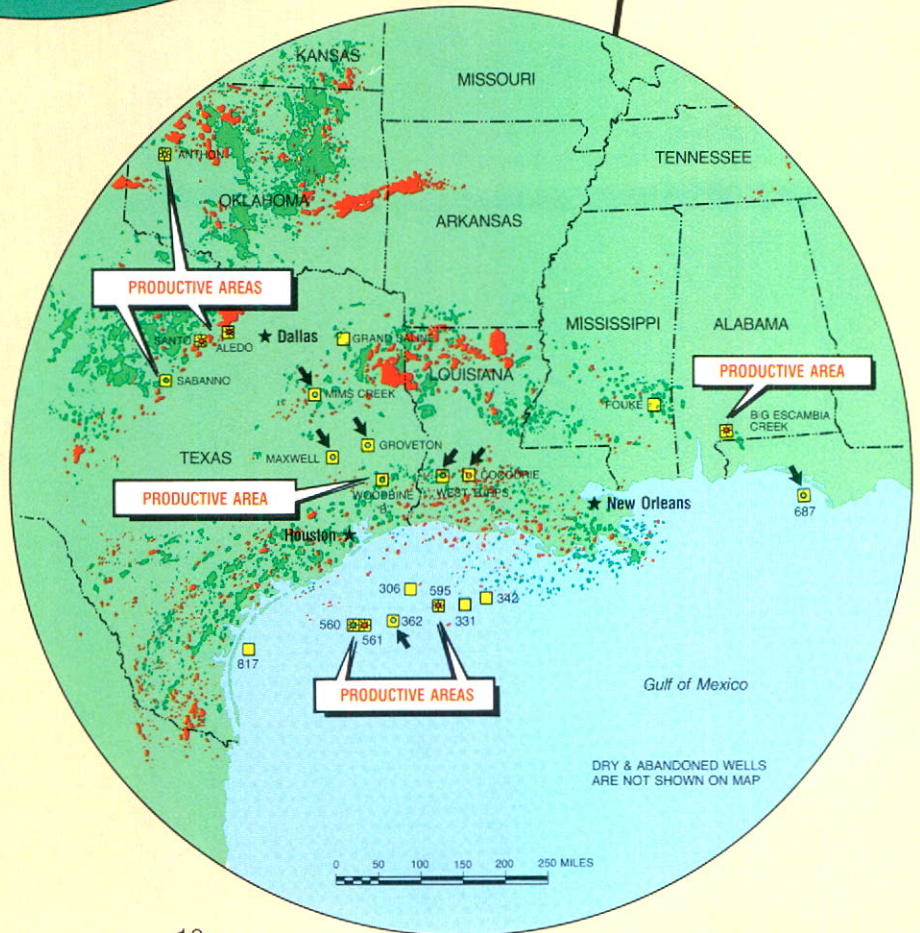 KANSAS
MISSOURI
ANTHON
TENNESSEE
OKLAHOMA
ARKANSAS
PRODUCTIVE AREAS
MISSISSIPPI
ALABAMA
SANTO
ALEDO
Dallas
GRAND SALINE
LOUISIANA
PRODUCTIVE AREA
SABANNO
MIMS CREEK
FOUKE
BIG ESCAMBIA
CREEK
TEXAS
MAXWELL
GROVETON
COCODRIE
PRODUCTIVE AREA
WOODBINE
WEST
New Orleans
687
Houston
306
595
342
560
561
362
331
817
PRODUCTIVE AREAS
Gulf of Mexico
DRY & ABANDONED WELLS
ARE NOT SHOWN ON MAP
0 50 100 150 200 250 MILES